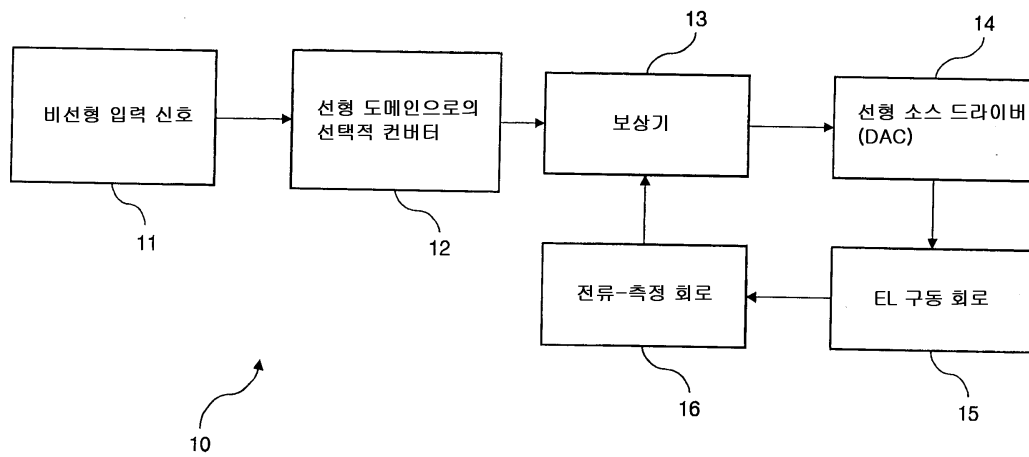 13
14
비선형 입력 신호
선형 도메인으로의
선택적 컨버터
보상기
선형 소스 드라이버
(DAC)
11
12
전류-측정 회로
EL 구동 회로
16
15
10